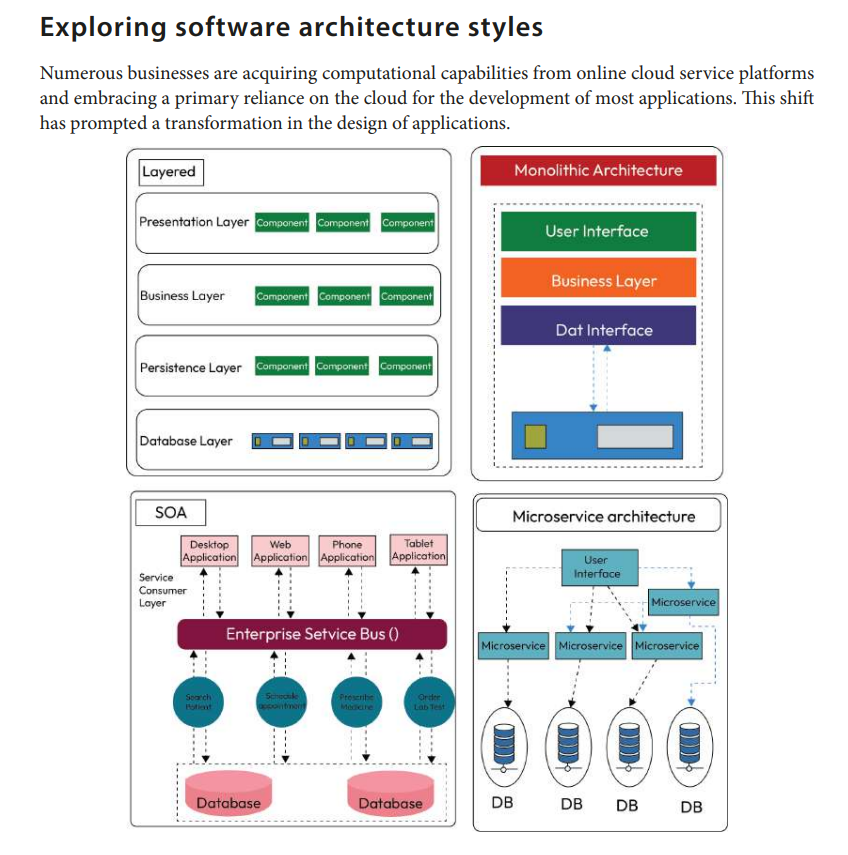 Exploring software architecture styles
Numerous businesses are acquiring computational capabilities from online cloud service platforms
and embracing a primary reliance on the cloud for the development of most applications. This shift
has prompted a transformation in the design of applications.
Layered
Presentation Layer Component Component Component
Business Layer Component Component Component
Persistence Layer Component Component Component
Database Layer
Monolithic Architecture
User Interface
Business Layer
Dat Interface
SOA
Desktop
Application
Web
Application
Phone
Application
Tablet
Application
Service
Consumer
Layer
Enterprise Setvice Bus ()
Search
Patient
Schedule
appointment
Prescribe
Medicine
Order
Lab Test
Database
Database
Microservice architecture
User
Interface
Microservice
Microservice
Microservice
Microservice
DB
DB
DB
DB